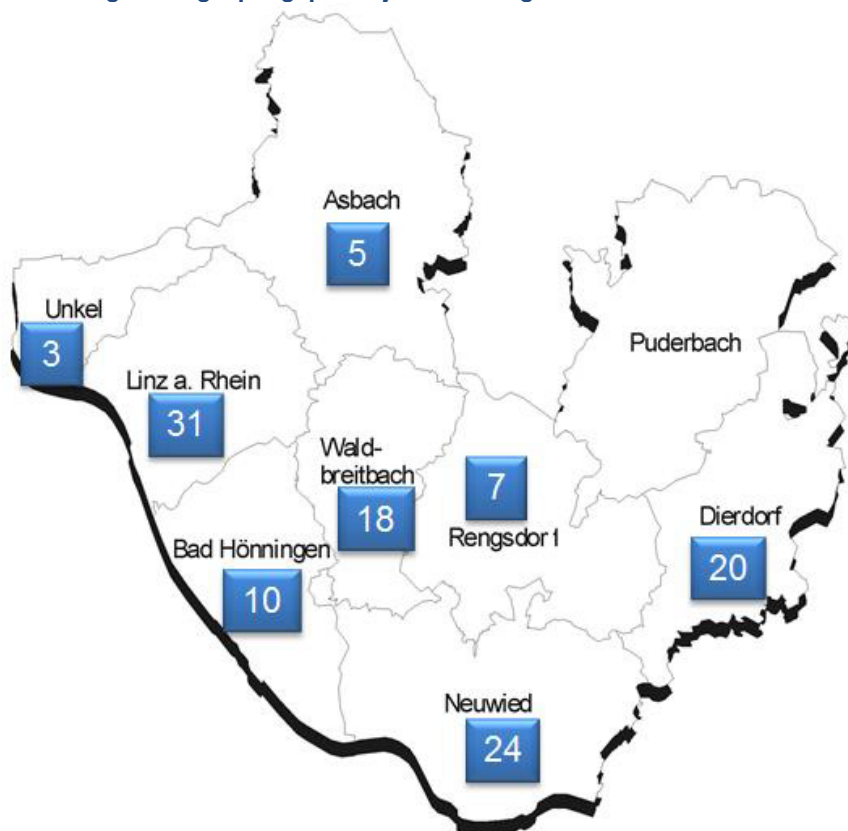 Asbach
5
Unkel
3
Puderbach
Linz a. Rhein
31
Wald-
breitbach
18
7
Rengsdorf
Dierdorf
20
Bad Hönningen
10
Neuwied
24